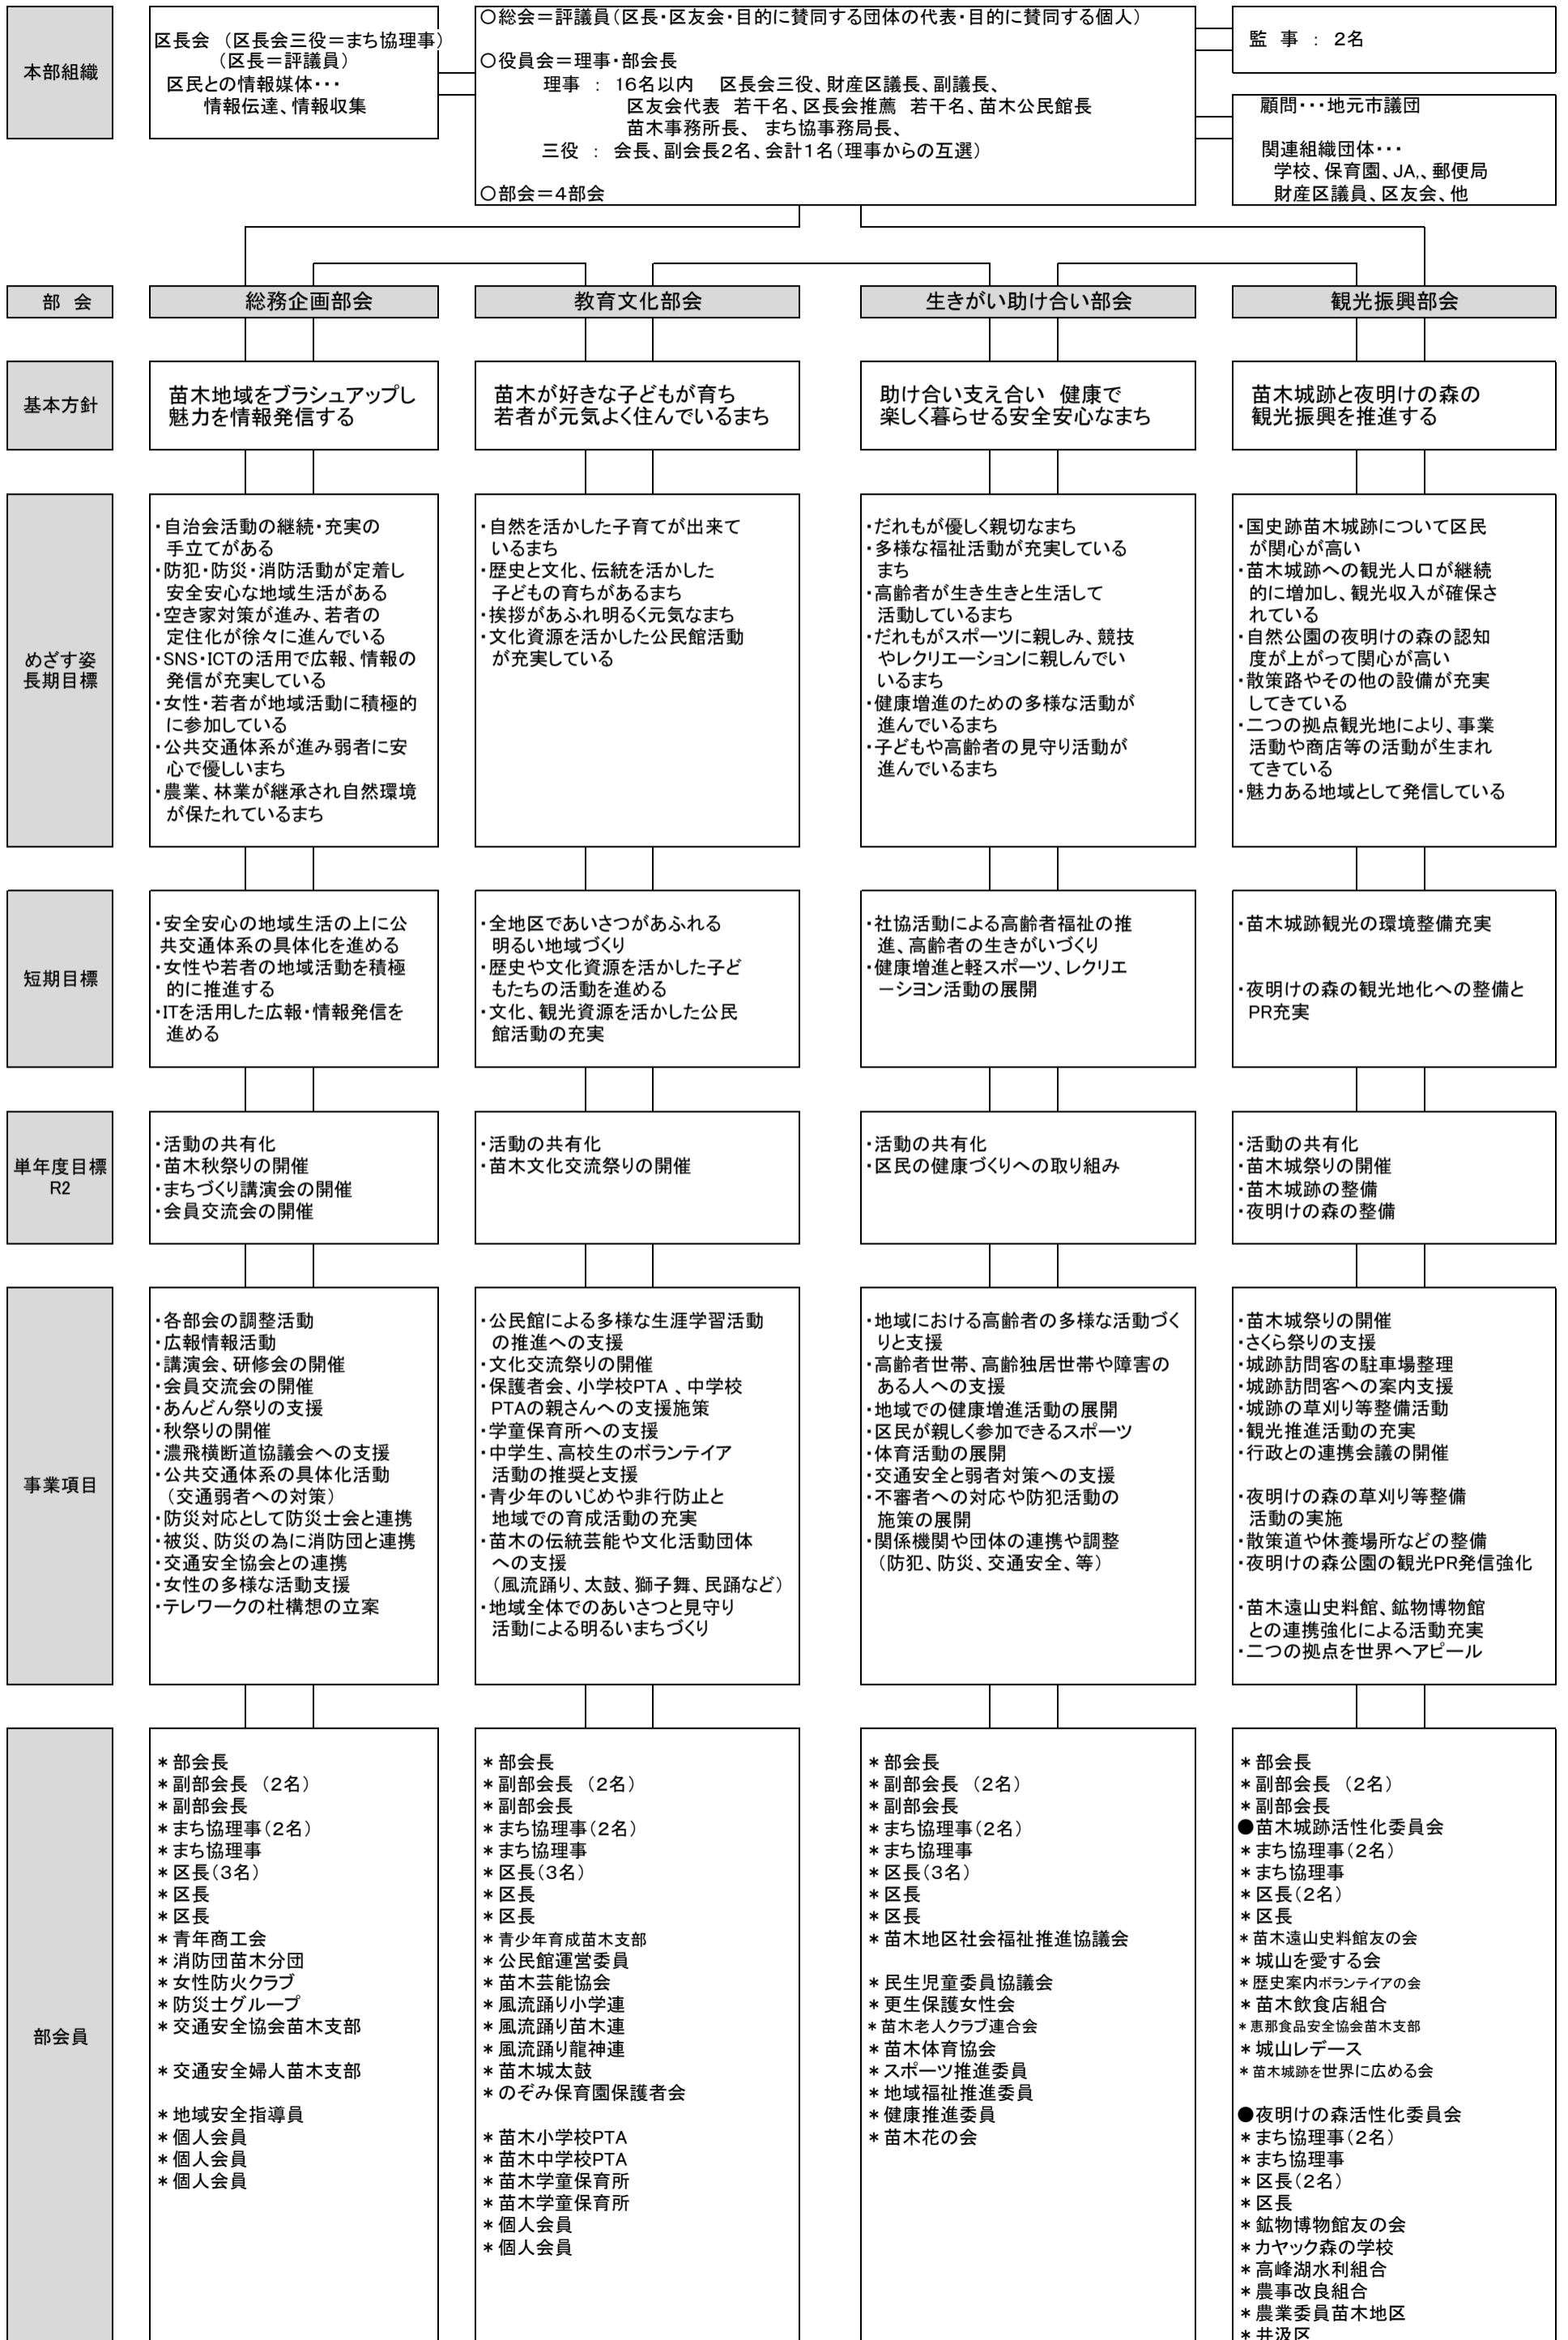 本部組織
区長会 (区長会三役=まち協理事)
(区長=評議員)
区民との情報媒体・・・
情報伝達、情報収集
○総会=評議員(区長・区友会・目的に賛同する団体の代表・目的に賛同する個人)
○役員会=理事・部会長
理事 : 16名以内 区長会三役、財産区議長、副議長、
区友会代表 若干名、区長会推薦 若干名、苗木公民館長
苗木事務所長、 まち協事務局長、
三役 : 会長、副会長2名、会計1名(理事からの互選)
○部会=4部会
監 事 : 2名
顧問・・・地元市議団
関連組織団体・・・
学校、保育園、JA,、郵便局
財産区議員、区友会、他
部 会
総務企画部会
教育文化部会
生きがい助け合い部会
観光振興部会
基本方針
苗木地域をブラシュアップし
魅力を情報発信する
苗木が好きな子どもが育ち
若者が元気よく住んでいるまち
助け合い支え合い 健康で
楽しく暮らせる安全安心なまち
苗木城跡と夜明けの森の
観光振興を推進する
めざす姿
長期目標
・自治会活動の継続・充実の
手立てがある
・防犯・防災・消防活動が定着し
安全安心な地域生活がある
・空き家対策が進み、若者の
定住化が徐々に進んでいる
・SNS・ICTの活用で広報、情報の
発信が充実している
・女性・若者が地域活動に積極的
に参加している
・公共交通体系が進み弱者に安
心で優しいまち
・農業、林業が継承され自然環境
が保たれているまち
・自然を活かした子育てが出来て
いるまち
・歴史と文化、伝統を活かした
子どもの育ちがあるまち
・挨拶があふれ明るく元気なまち
・文化資源を活かした公民館活動
が充実している
・だれもが優しく親切なまち
・多様な福祉活動が充実している
まち
・高齢者が生き生きと生活して
活動しているまち
・だれもがスポーツに親しみ、競技
やレクリエーションに親しんでい
いるまち
・健康増進のための多様な活動が
進んでいるまち
・子どもや高齢者の見守り活動が
進んでいるまち
・国史跡苗木城跡について区民
が関心が高い
・苗木城跡への観光人口が継続
的に増加し、観光収入が確保さ
れている
・自然公園の夜明けの森の認知
度が上がって関心が高い
・散策路やその他の設備が充実
してきている
・二つの拠点観光地により、事業
活動や商店等の活動が生まれ
てきている
・魅力ある地域として発信している
短期目標
・安全安心の地域生活の上に公
共交通体系の具体化を進める
・女性や若者の地域活動を積極
的に推進する
・ITを活用した広報・情報発信を
進める
・全地区であいさつがあふれる
明るい地域づくり
・歴史や文化資源を活かした子ど
もたちの活動を進める
・文化、観光資源を活かした公民
館活動の充実
・社協活動による高齢者福祉の推
進、高齢者の生きがいづくり
・健康増進と軽スポーツ、レクリエ
ーシヨン活動の展開
・苗木城跡観光の環境整備充実
・夜明けの森の観光地化への整備と
PR充実
単年度目標
R2
・活動の共有化
・苗木秋祭りの開催
・まちづくり講演会の開催
・会員交流会の開催
・活動の共有化
・苗木文化交流祭りの開催
・活動の共有化
・区民の健康づくりへの取り組み
・活動の共有化
・苗木城祭りの開催
・苗木城跡の整備
・夜明けの森の整備
事業項目
・各部会の調整活動
・広報情報活動
・講演会、研修会の開催
・会員交流会の開催
・あんどん祭りの支援
・秋祭りの開催
・濃飛横断道協議会への支援
・公共交通体系の具体化活動
(交通弱者への対策)
・防災対応として防災士会と連携
・被災、防災の為に消防団と連携
・交通安全協会との連携
・女性の多様な活動支援
・テレワークの杜構想の立案
・公民館による多様な生涯学習活動
の推進への支援
・文化交流祭りの開催
・保護者会、小学校PTA 、中学校
PTAの親さんへの支援施策
・学童保育所への支援
・中学生、高校生のボランテイア
活動の推奨と支援
・青少年のいじめや非行防止と
地域での育成活動の充実
・苗木の伝統芸能や文化活動団体
への支援
(風流踊り、太鼓、獅子舞、民踊など)
・地域全体でのあいさつと見守り
活動による明るいまちづくり
・地域における高齢者の多様な活動づく
りと支援
・高齢者世帯、高齢独居世帯や障害の
ある人への支援
・地域での健康増進活動の展開
・区民が親しく参加できるスポーツ
・体育活動の展開
・交通安全と弱者対策への支援
・不審者への対応や防犯活動の
施策の展開
・関係機関や団体の連携や調整
(防犯、防災、交通安全、等)
・苗木城祭りの開催
・さくら祭りの支援
・城跡訪問客の駐車場整理
・城跡訪問客への案内支援
・城跡の草刈り等整備活動
・観光推進活動の充実
・行政との連携会議の開催
・夜明けの森の草刈り等整備
活動の実施
・散策道や休養場所などの整備
・夜明けの森公園の観光PR発信強化
・苗木遠山史料館、鉱物博物館
との連携強化による活動充実
・二つの拠点を世界へアピール
部会員
＊部会長
＊副部会長 (2名)
＊副部会長
＊まち協理事(2名)
＊まち協理事
＊区長(3名)
＊区長
＊区長
＊青年商工会
＊消防団苗木分団
＊女性防火クラブ
＊防災士グループ
＊交通安全協会苗木支部
＊交通安全婦人苗木支部
＊地域安全指導員
＊個人会員
＊個人会員
＊個人会員
＊部会長
＊副部会長 (2名)
＊副部会長
＊まち協理事(2名)
＊まち協理事
＊区長(3名)
＊区長
＊区長
＊青少年育成苗木支部
＊公民館運営委員
＊苗木芸能協会
＊風流踊り小学連
＊風流踊り苗木連
＊風流踊り龍神連
＊苗木城太鼓
＊のぞみ保育園保護者会
＊苗木小学校PTA
＊苗木中学校PTA
＊苗木学童保育所
＊苗木学童保育所
＊個人会員
＊個人会員
＊部会長
＊副部会長 (2名)
＊副部会長
＊まち協理事(2名)
＊まち協理事
＊区長(3名)
＊区長
＊区長
＊苗木地区社会福祉推進協議会
＊民生児童委員協議会
＊更生保護女性会
＊苗木老人クラブ連合会
＊苗木体育協会
＊スポーツ推進委員
＊地域福祉推進委員
＊健康推進委員
＊苗木花の会
＊部会長
＊副部会長 (2名)
＊副部会長
●苗木城跡活性化委員会
＊まち協理事(2名)
＊まち協理事
＊区長(2名)
＊区長
＊苗木遠山史料館友の会
＊城山を愛する会
＊歴史案内ボランテイアの会
＊苗木飲食店組合
＊恵那食品安全協会苗木支部
＊城山レデース
＊苗木城跡を世界に広める会
●夜明けの森活性化委員会
＊まち協理事(2名)
＊まち協理事
＊区長(2名)
＊区長
＊鉱物博物館友の会
＊カヤック森の学校
＊高峰湖水利組合
＊農事改良組合
＊農業委員苗木地区
＊井汲区